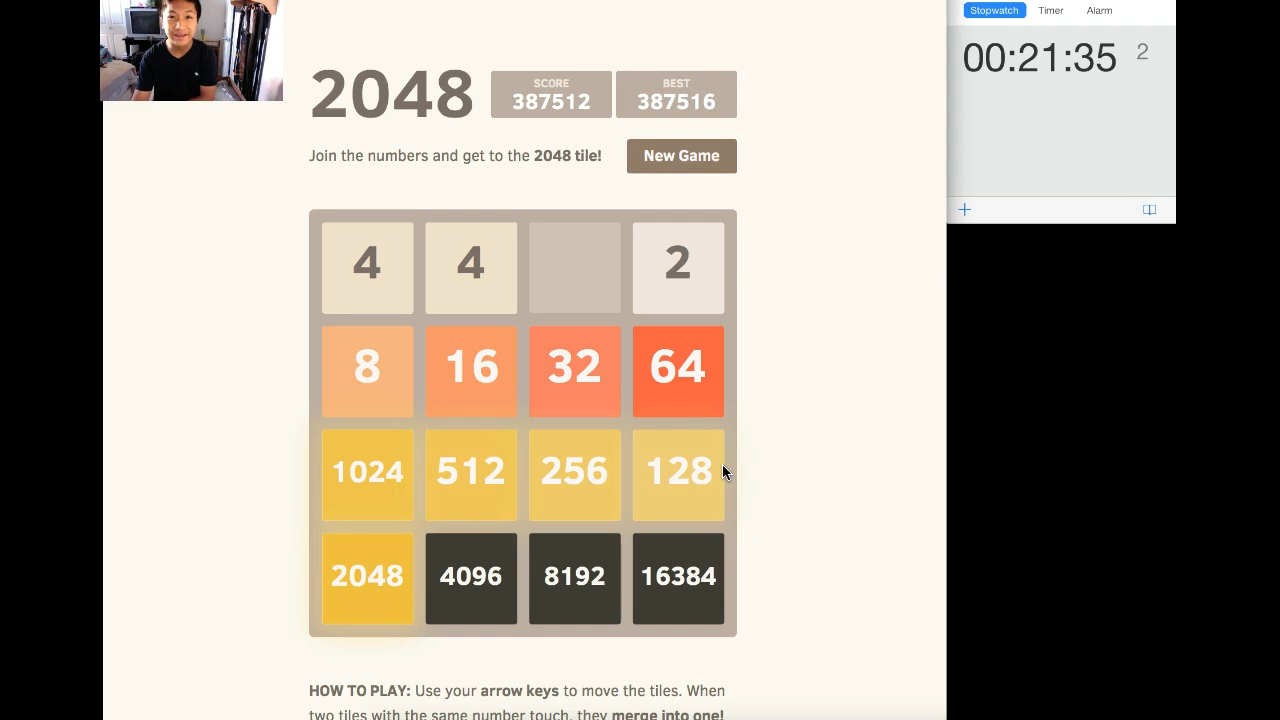 Stopwatch Timer Alarm
00:21:35 2
2048
SCORE
387512
BEST
387516
Join the numbers and get to the 2048 tile!
New Game
4 4 2
8 16 32 64
1024 512 256 128
2048 4096 8192 16384
HOW TO PLAY: Use your arrow keys to move the tiles. When
two tiles with the same number touch, they merge into one!